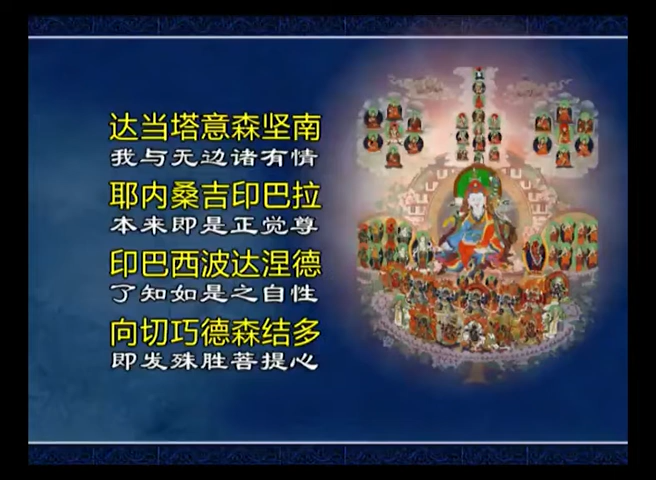 达当塔意森坚南
我与无边诸有情
耶内桑吉印巴拉
本来即是正觉尊
印巴西波达涅德
了知如是之自性
向切巧德森结多
即发殊胜菩提心